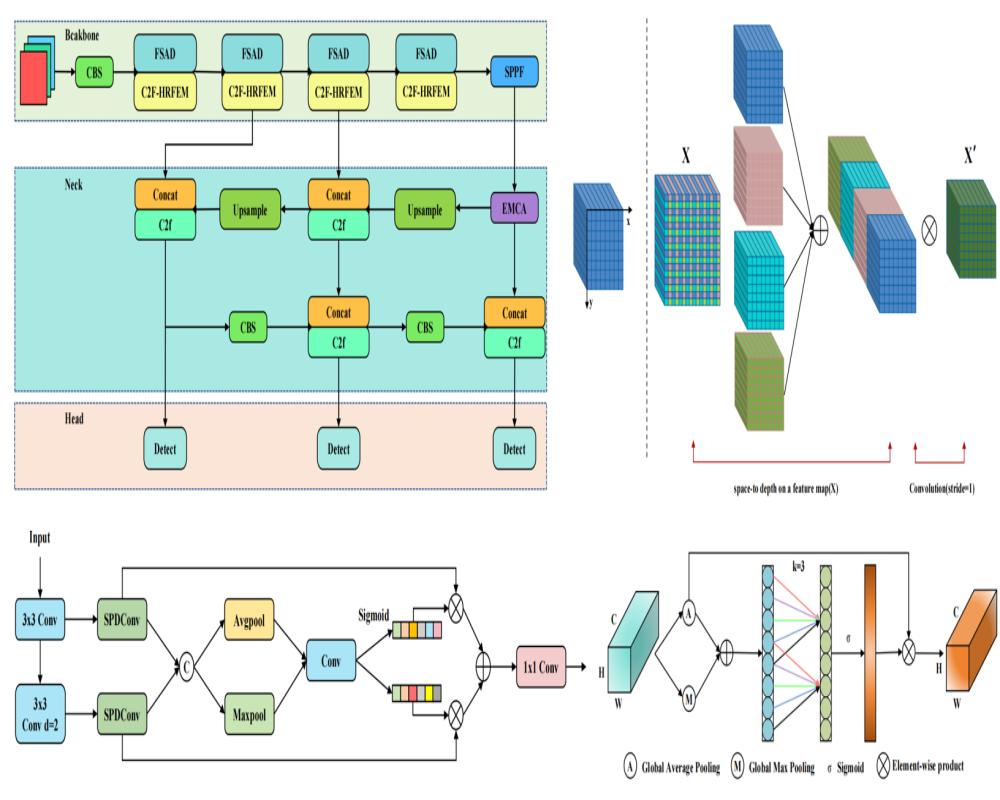 Bcakbone
FSAD
FSAD
FSAD
FSAD
CBS
SPPF
C2F-HRFEM
C2F-HRFEM
C2F-HRFEM
C2F-HRFEM
Neck
Concat
Upsample
Concat
Upsample
EMCA
C2f
C2f
CBS
Concat
CBS
Concat
C2f
C2f
Head
Detect
Detect
Detect
x
y
X
X'
space-to depth on a feature map(X)
Convolution(stride=1)
Input
3x3 Conv
SPDConv
3x3
Conv d=2
SPDConv
C
Avgpool
Maxpool
Conv
Sigmoid
1x1 Conv
C
H
W
A
M
k=3
σ
C
H
W
A Global Average Pooling
M Global Max Pooling
σ Sigmoid
Element-wise product